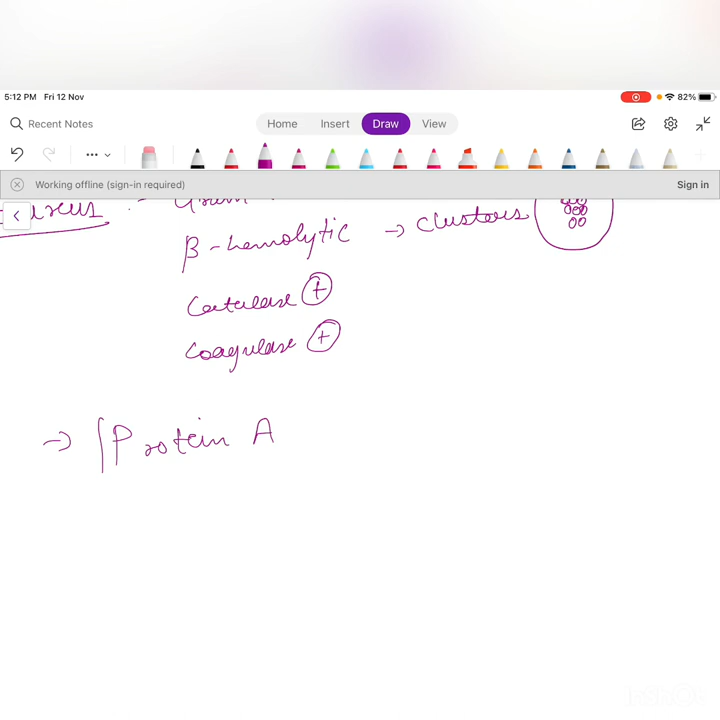 5:12 PM Fri 12 Nov 82%
Recent Notes Home Insert Draw View
Working offline (sign-in required) Sign in
β-hemolytic → clusters
Catalase +
Coagulase +
→ Protein A